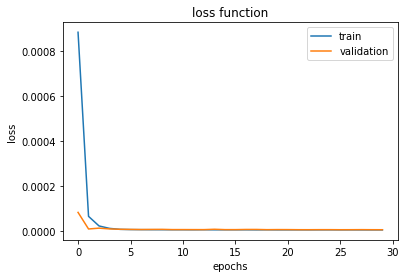 loss function
train
validation
loss
0.0008
0.0006
0.0004
0.0002
0.0000
0 5 10 15 20 25 30
epochs